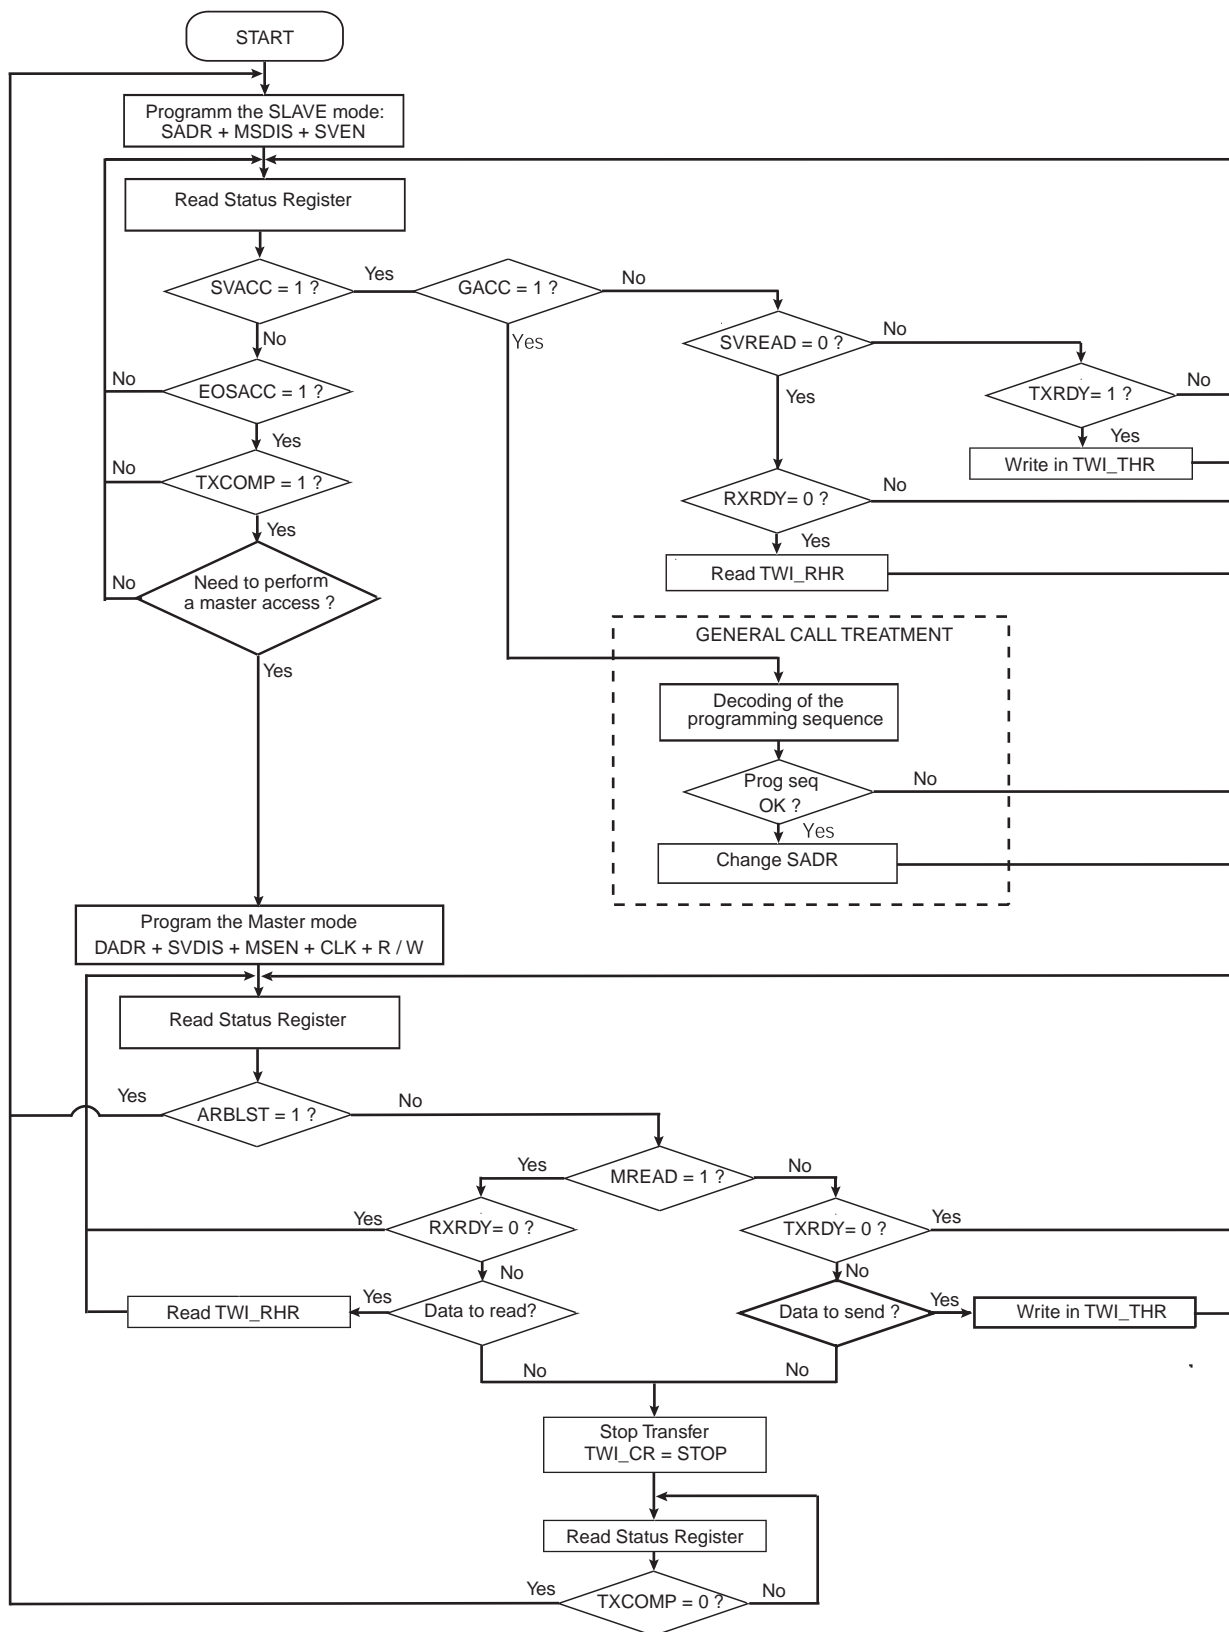 START
Programm the SLAVE mode:
SADR + MSDIS + SVEN
Read Status Register
SVACC = 1 ?
Yes
GACC = 1 ?
No
No
Yes
SVREAD = 0 ?
No
EOSACC = 1 ?
No
Yes
TXRDY= 1 ?
No
Yes
Yes
Write in TWI_THR
TXCOMP = 1 ?
No
RXRDY= 0 ?
No
Yes
Yes
Need to perform
a master access ?
No
Read TWI_RHR
GENERAL CALL TREATMENT
Yes
Decoding of the
programming sequence
Prog seq
OK ?
No
Yes
Change SADR
Program the Master mode
DADR + SVDIS + MSEN + CLK + R / W
Read Status Register
Yes
ARBLST = 1 ?
No
Yes
MREAD = 1 ?
No
Yes
RXRDY= 0 ?
TXRDY= 0 ?
Yes
No
No
Read TWI_RHR
Yes
Data to read?
Data to send ?
Yes
Write in TWI_THR
No
No
Stop Transfer
TWI_CR = STOP
Read Status Register
Yes
TXCOMP = 0 ?
No